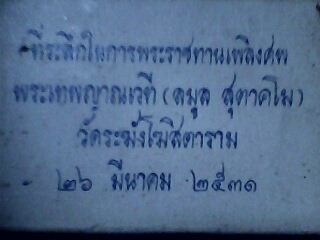 ที่ระลึกในการพระราชทานเพลิงศพ
พระเทพญาณเวที (ลมูล สุตาคโม)
วัดระฆังโฆสิตาราม
๒๖ มีนาคม ๒๕๓๑